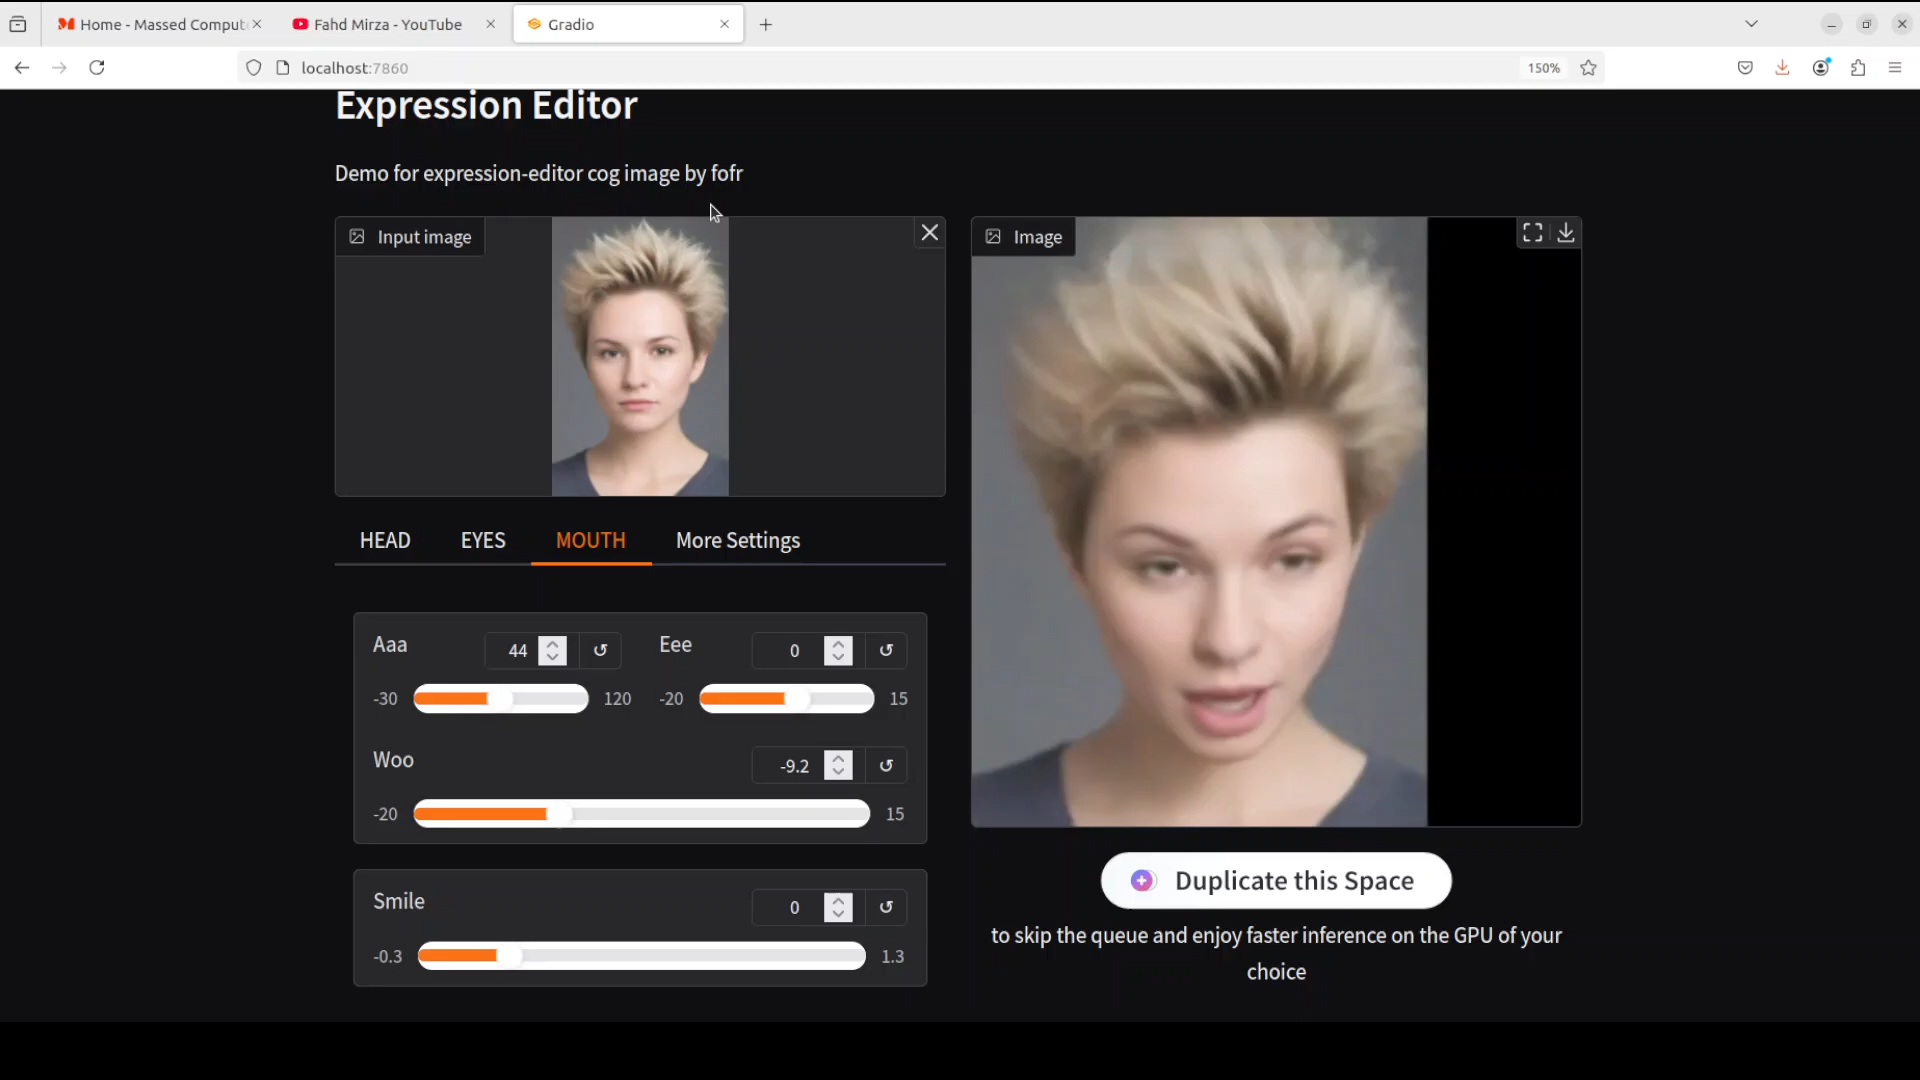 Home - Massed Comput
Fahd Mirza - YouTube
Gradio
localhost:7860
150%
Expression Editor
Demo for expression-editor cog image by fofr
Input image
Image
HEAD
EYES
MOUTH
More Settings
Aaa
44
Eee
0
-30
120
-20
15
Woo
-9.2
-20
15
Smile
0
-0.3
1.3
Duplicate this Space
to skip the queue and enjoy faster inference on the GPU of your
choice